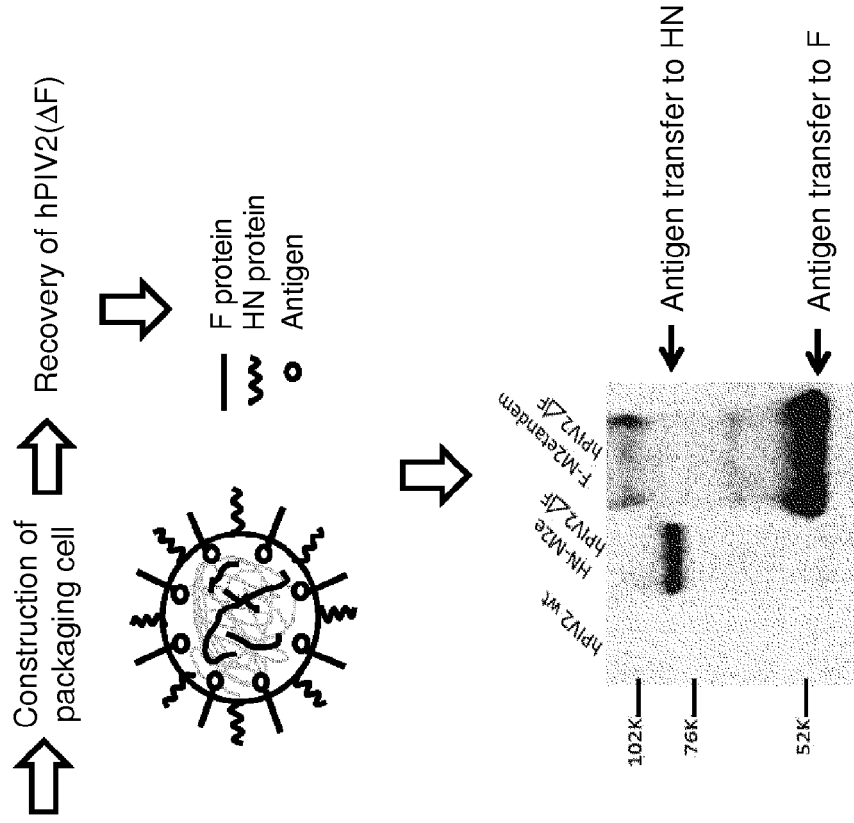 Construction of
packaging cell
Recovery of hPIV2(ΔF)
F protein
HN protein
Antigen
hPIV2 wt
HN-M2e
hPIV2ΔF
F-M2etandem
hPIV2ΔF
102K
76K
52K
Antigen transfer to HN
Antigen transfer to F